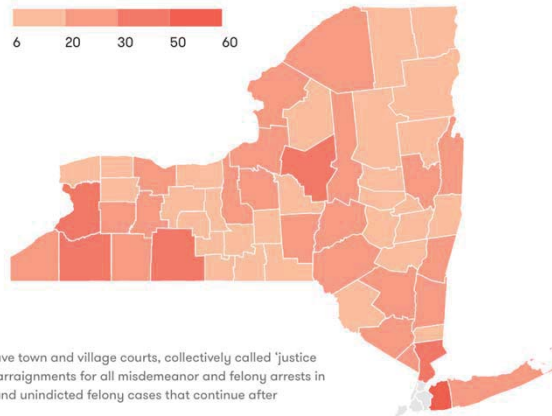 6 20 30 50 60
ve town and village courts, collectively called ‘justice
arraignments for all misdemeanor and felony arrests in
nd unindicted felony cases that continue after